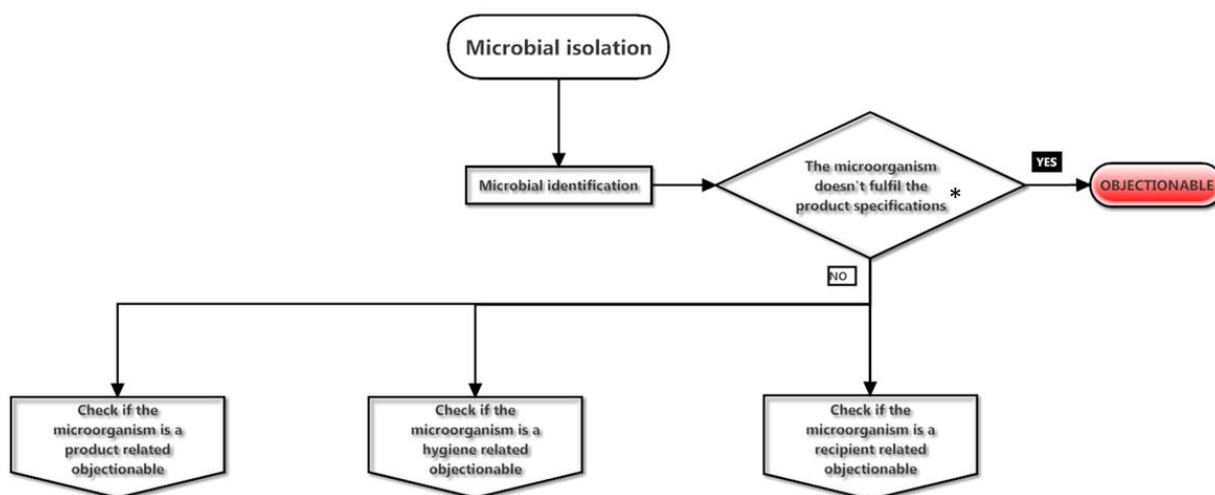 Microbial isolation
Microbial identification
The microorganism
doesn't fulfil the
product specifications *
YES
OBJECTIONABLE
NO
Check if the
microorganism is a
product related
objectionable
Check if the
microorganism is a
hygiene related
objectionable
Check if the
microorganism is a
recipient related
objectionable